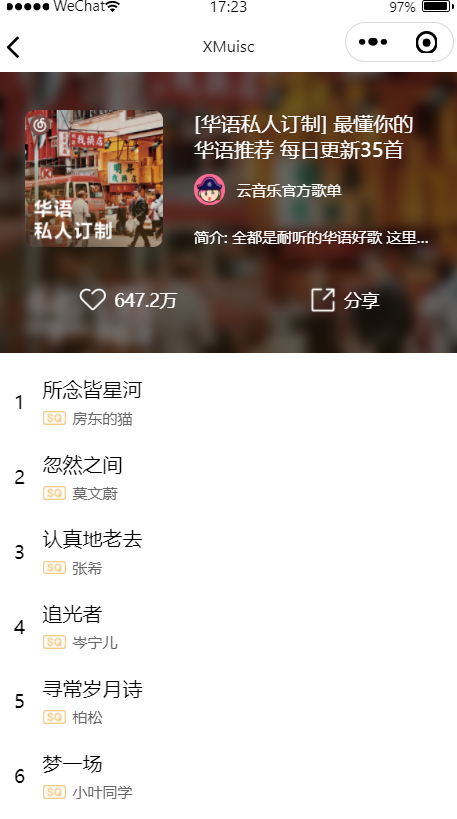 WeChat
17:23
97%
XMuisc
[华语私人订制] 最懂你的
华语推荐 每日更新35首
云音乐官方歌单
简介: 全都是耐听的华语好歌 这里...
华语
私人订制
647.2万
分享
1
所念皆星河
SQ 房东的猫
2
忽然之间
SQ 莫文蔚
3
认真地老去
SQ 张希
4
追光者
SQ 岑宁儿
5
寻常岁月诗
SQ 柏松
6
梦一场
SQ 小叶同学